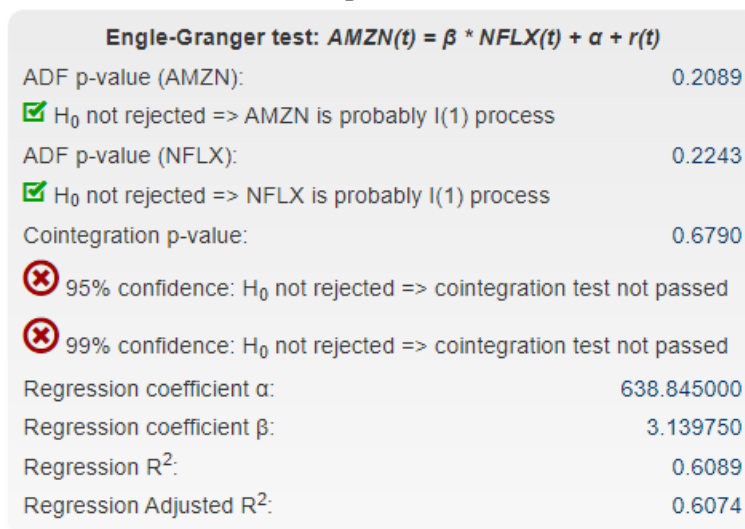 Engle-Granger test: AMZN(t) = β * NFLX(t) + α + r(t)
ADF p-value (AMZN): 0.2089
H₀ not rejected => AMZN is probably I(1) process
ADF p-value (NFLX): 0.2243
H₀ not rejected => NFLX is probably I(1) process
Cointegration p-value: 0.6790
95% confidence: H₀ not rejected => cointegration test not passed
99% confidence: H₀ not rejected => cointegration test not passed
Regression coefficient α: 638.845000
Regression coefficient β: 3.139750
Regression R²: 0.6089
Regression Adjusted R²: 0.6074